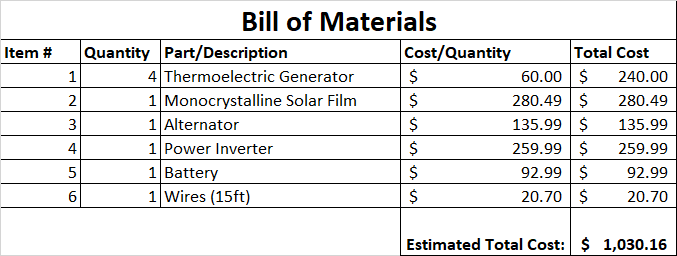 Bill of Materials
Item # Quantity Part/Description Cost/Quantity Total Cost
1 4 Thermoelectric Generator $ 60.00 $ 240.00
2 1 Monocrystalline Solar Film $ 280.49 $ 280.49
3 1 Alternator $ 135.99 $ 135.99
4 1 Power Inverter $ 259.99 $ 259.99
5 1 Battery $ 92.99 $ 92.99
6 1 Wires (15ft) $ 20.70 $ 20.70
Estimated Total Cost: $ 1,030.16